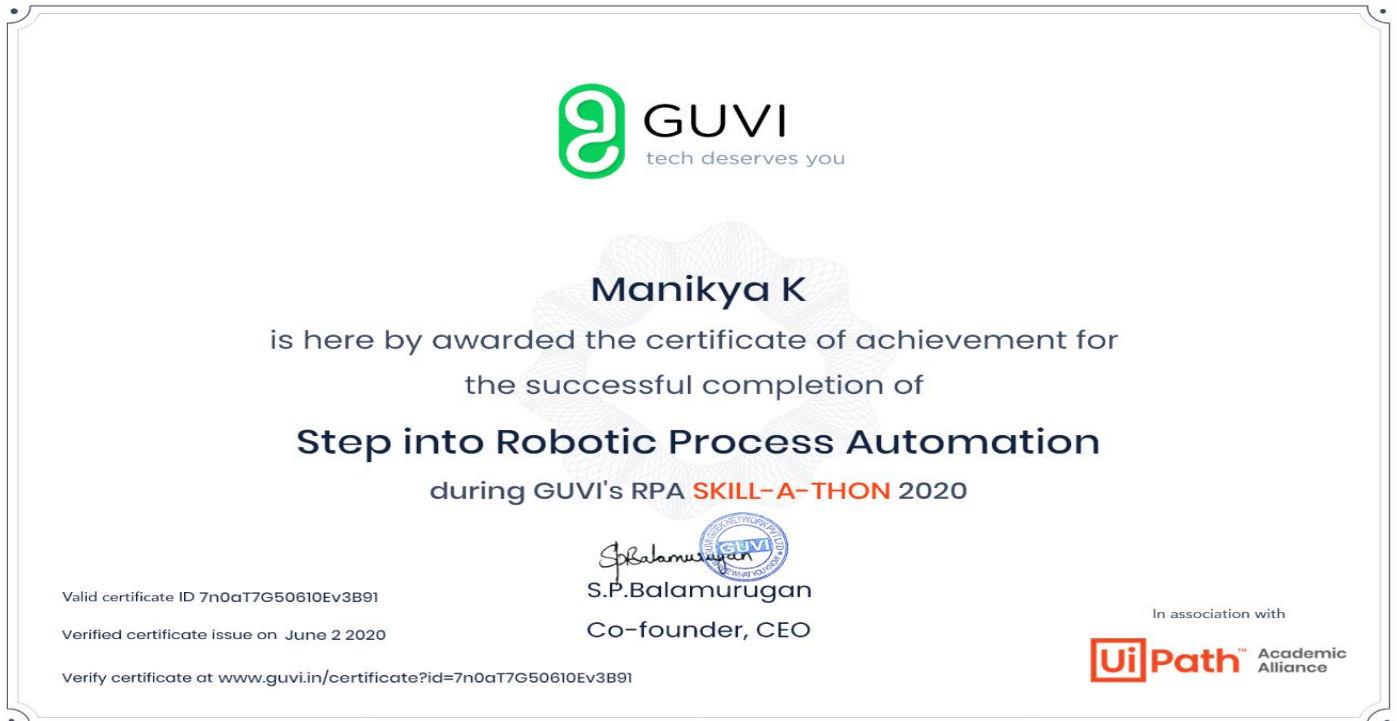 GUVI
tech deserves you
Manikya K
is here by awarded the certificate of achievement for
the successful completion of
Step into Robotic Process Automation
during GUVI's RPA SKILL-A-THON 2020
GUVI
S.P.Balamurugan
Co-founder, CEO
Valid certificate ID 7n0aT7G50610Ev3B91
Verified certificate issue on June 2 2020
Verify certificate at www.guvi.in/certificate?id=7n0aT7G50610Ev3B91
In association with
UiPath™ Academic
Alliance